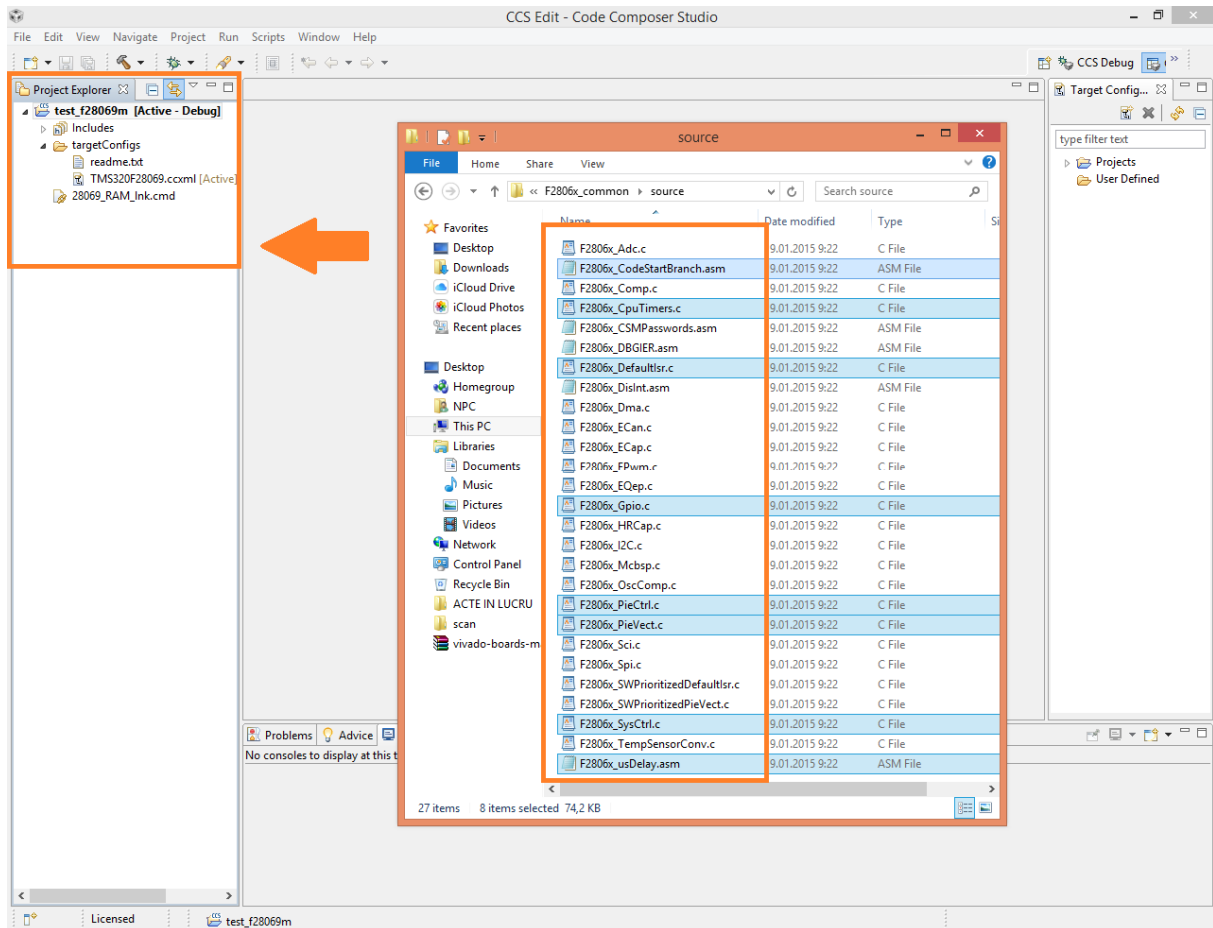 CCS Edit - Code Composer Studio
File Edit View Navigate Project Run Scripts Window Help
CCS Debug
Project Explorer
test_f28069m [Active - Debug]
Includes
targetConfigs
readme.txt
TMS320F28069.ccxml [Active]
28069_RAM_lnk.cmd
Target Config...
type filter text
Projects
User Defined
source
File Home Share View
« F2806x_common source
Search source
Favorites
Desktop
Downloads
iCloud Drive
iCloud Photos
Recent places
Desktop
Homegroup
NPC
This PC
Libraries
Documents
Music
Pictures
Videos
Network
Control Panel
Recycle Bin
ACTE IN LUCRU
scan
vivado-boards-m
Name Date modified Type Si
F2806x_Adc.c 9.01.2015 9:22 C File
F2806x_CodeStartBranch.asm 9.01.2015 9:22 ASM File
F2806x_Comp.c 9.01.2015 9:22 C File
F2806x_CpuTimers.c 9.01.2015 9:22 C File
F2806x_CSMPasswords.asm 9.01.2015 9:22 ASM File
F2806x_DBGIER.asm 9.01.2015 9:22 ASM File
F2806x_DefaultIsr.c 9.01.2015 9:22 C File
F2806x_DisInt.asm 9.01.2015 9:22 ASM File
F2806x_Dma.c 9.01.2015 9:22 C File
F2806x_ECan.c 9.01.2015 9:22 C File
F2806x_ECap.c 9.01.2015 9:22 C File
F2806x_EPwm.c 9.01.2015 9:22 C File
F2806x_EQep.c 9.01.2015 9:22 C File
F2806x_Gpio.c 9.01.2015 9:22 C File
F2806x_HRCap.c 9.01.2015 9:22 C File
F2806x_I2C.c 9.01.2015 9:22 C File
F2806x_Mcbsp.c 9.01.2015 9:22 C File
F2806x_OscComp.c 9.01.2015 9:22 C File
F2806x_PieCtrl.c 9.01.2015 9:22 C File
F2806x_PieVect.c 9.01.2015 9:22 C File
F2806x_Sci.c 9.01.2015 9:22 C File
F2806x_Spi.c 9.01.2015 9:22 C File
F2806x_SWPrioritizedDefaultIsr.c 9.01.2015 9:22 C File
F2806x_SWPrioritizedPieVect.c 9.01.2015 9:22 C File
F2806x_SysCtrl.c 9.01.2015 9:22 C File
F2806x_TempSensorConv.c 9.01.2015 9:22 C File
F2806x_usDelay.asm 9.01.2015 9:22 ASM File
27 items 8 items selected 74,2 KB
Problems Advice
No consoles to display at this t
Licensed test_f28069m